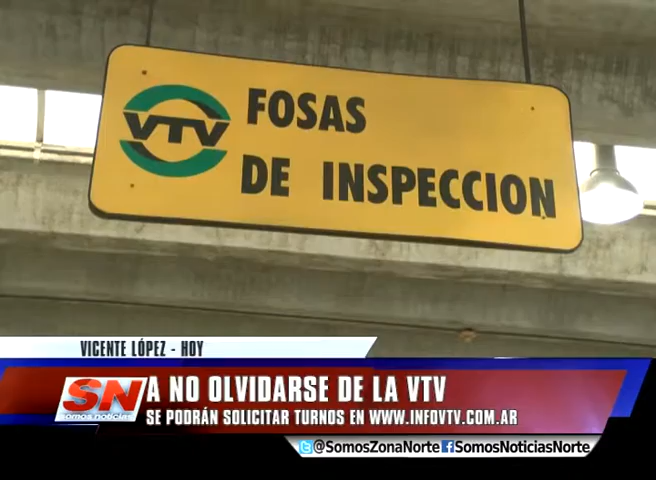 VTV
FOSAS
DE INSPECCION
VICENTE LÓPEZ - HOY
SN
somos noticias
A NO OLVIDARSE DE LA VTV
SE PODRÁN SOLICITAR TURNOS EN WWW.INFOVTV.COM.AR
@SomosZonaNorte SomosNoticiasNorte